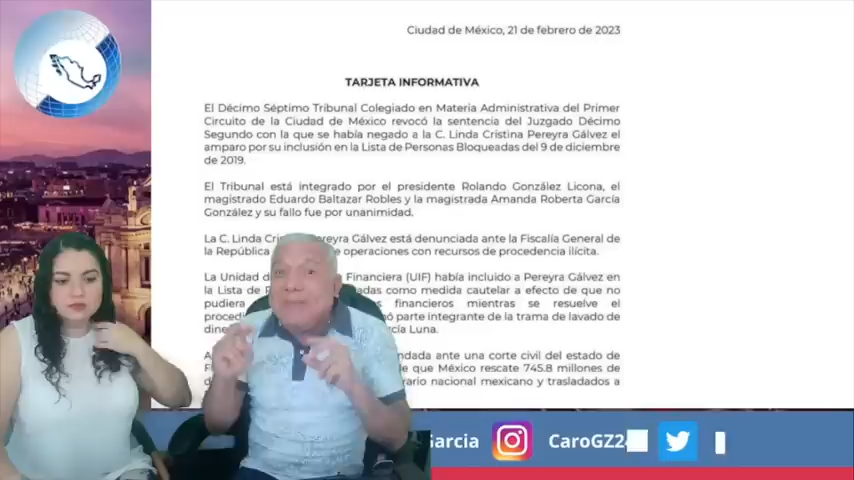 Ciudad de México, 21 de febrero de 2023
TARJETA INFORMATIVA
El Décimo Séptimo Tribunal Colegiado en Materia Administrativa del Primer
Circuito de la Ciudad de México revocó la sentencia del Juzgado Décimo
Segundo con la que se había negado a la C. Linda Cristina Pereyra Gálvez el
amparo por su inclusión en la Lista de Personas Bloqueadas del 9 de diciembre
de 2019.
El Tribunal está integrado por el presidente Rolando González Licona, el
magistrado Eduardo Baltazar Robles y la magistrada Amanda Roberta García
González y su fallo fue por unanimidad.
La C. Linda Cris Pereyra Gálvez está denunciada ante la Fiscalía General de
la República e operaciones con recursos de procedencia ilícita.
La Unidad d Financiera (UIF) había incluido a Pereyra Gálvez en
la Lista de adas como medida cautelar a efecto de que no
pudiera financieros mientras se resuelve el
proced parte integrante de la trama de lavado de
dine Luna.
A ndada ante una corte civil del estado de
F e que México rescate 745.8 millones de
d rario nacional mexicano y trasladados a
arcia CaroGZ2